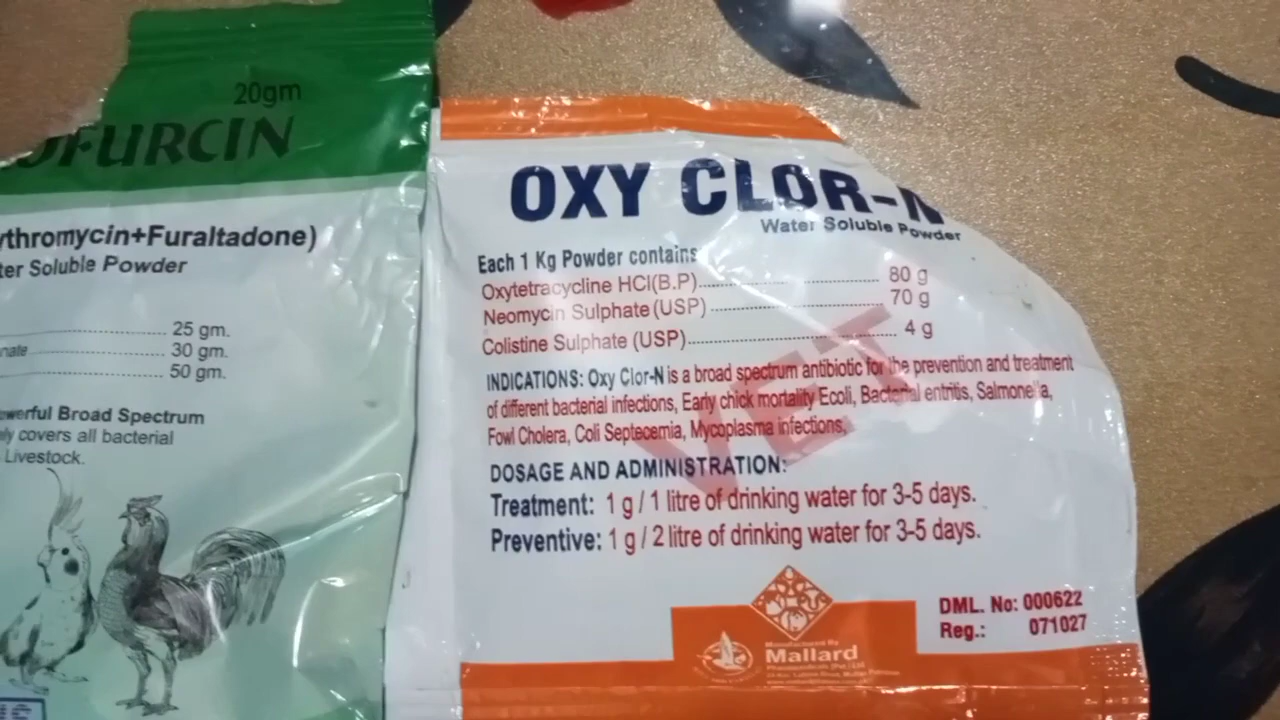 20gm
OFURCIN
ythromycin+Furaltadone)
ter Soluble Powder
25 gm.
nate 30 gm.
50 gm.
owerful Broad Spectrum
ly covers all bacterial
Livestock.
OXY CLOR-N
Water Soluble Powder
Each 1 Kg Powder contains
Oxytetracycline HCl(B.P) 80 g
Neomycin Sulphate (USP) 70 g
Colistine Sulphate (USP) 4 g
VET
INDICATIONS: Oxy Clor-N is a broad spectrum antibiotic for the prevention and treatment
of different bacterial infections, Early chick mortality Ecoli, Bacterial entritis, Salmonella,
Fowl Cholera, Coli Septecemia, Mycoplasma infections,
DOSAGE AND ADMINISTRATION:
Treatment: 1 g / 1 litre of drinking water for 3-5 days.
Preventive: 1 g / 2 litre of drinking water for 3-5 days.
DML. No: 000622
Reg.: 071027
Manufactured By
Mallard
Pharmaceuticals (Pvt.) Ltd